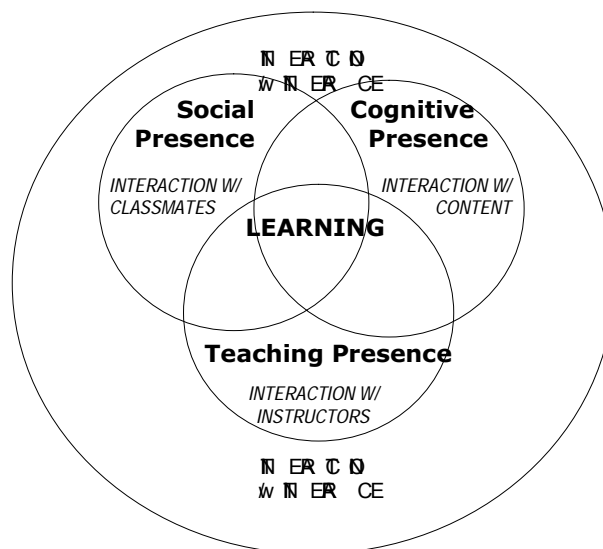 Social
Presence
Cognitive
Presence
INTERACTION W/
CLASSMATES
INTERACTION W/
CONTENT
LEARNING
Teaching Presence
INTERACTION W/
INSTRUCTORS